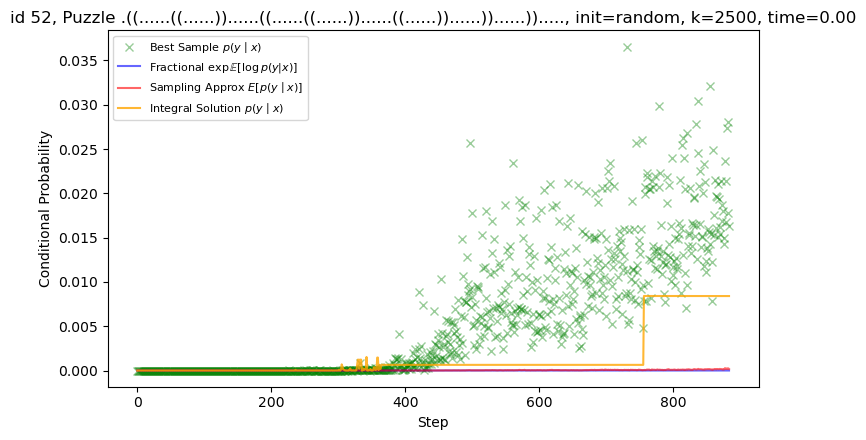 id 52, Puzzle .((......((......))......((......((......))......((......))......))......))....., init=random, k=2500, time=0.00
Best Sample p(y | x)
Fractional exp𝔼[log p(y|x)]
Sampling Approx E[p(y | x)]
Integral Solution p(y | x)
0.035
0.030
0.025
0.020
0.015
0.010
0.005
0.000
Conditional Probability
0 200 400 600 800
Step